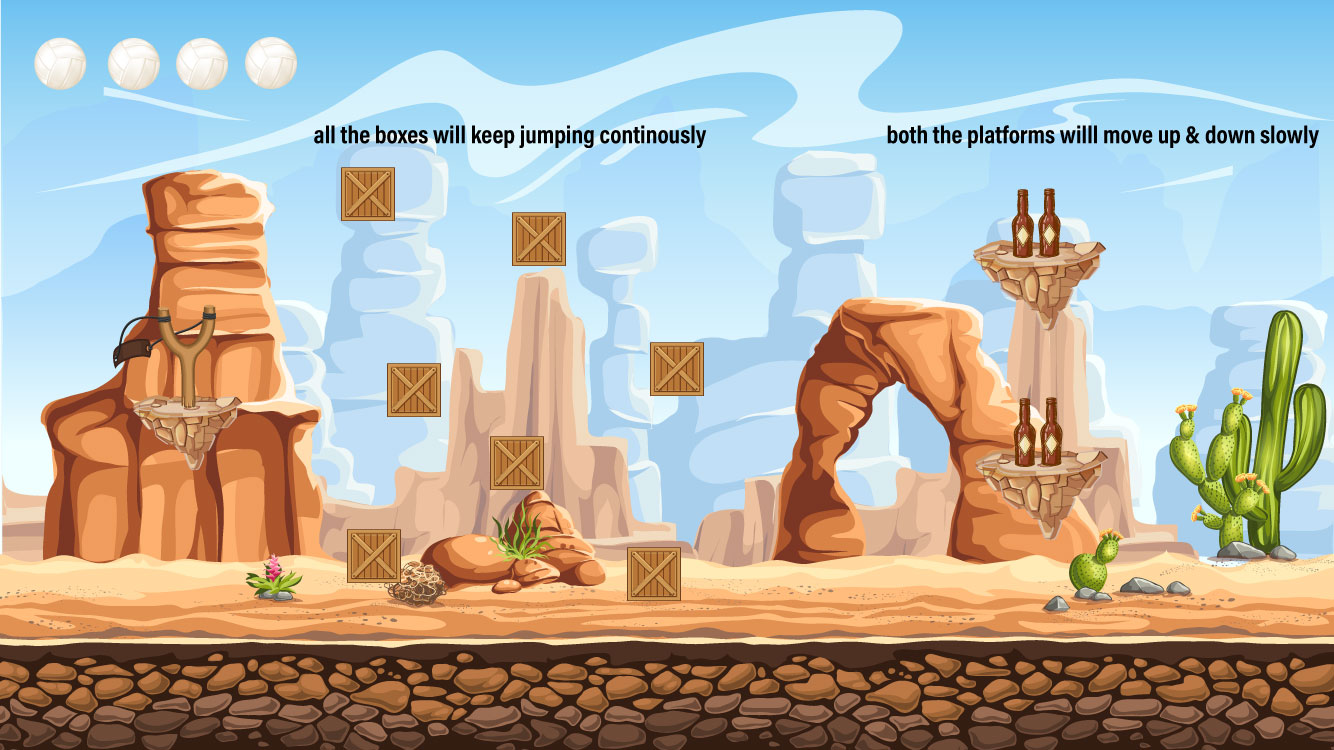 all the boxes will keep jumping continously
both the platforms willl move up & down slowly